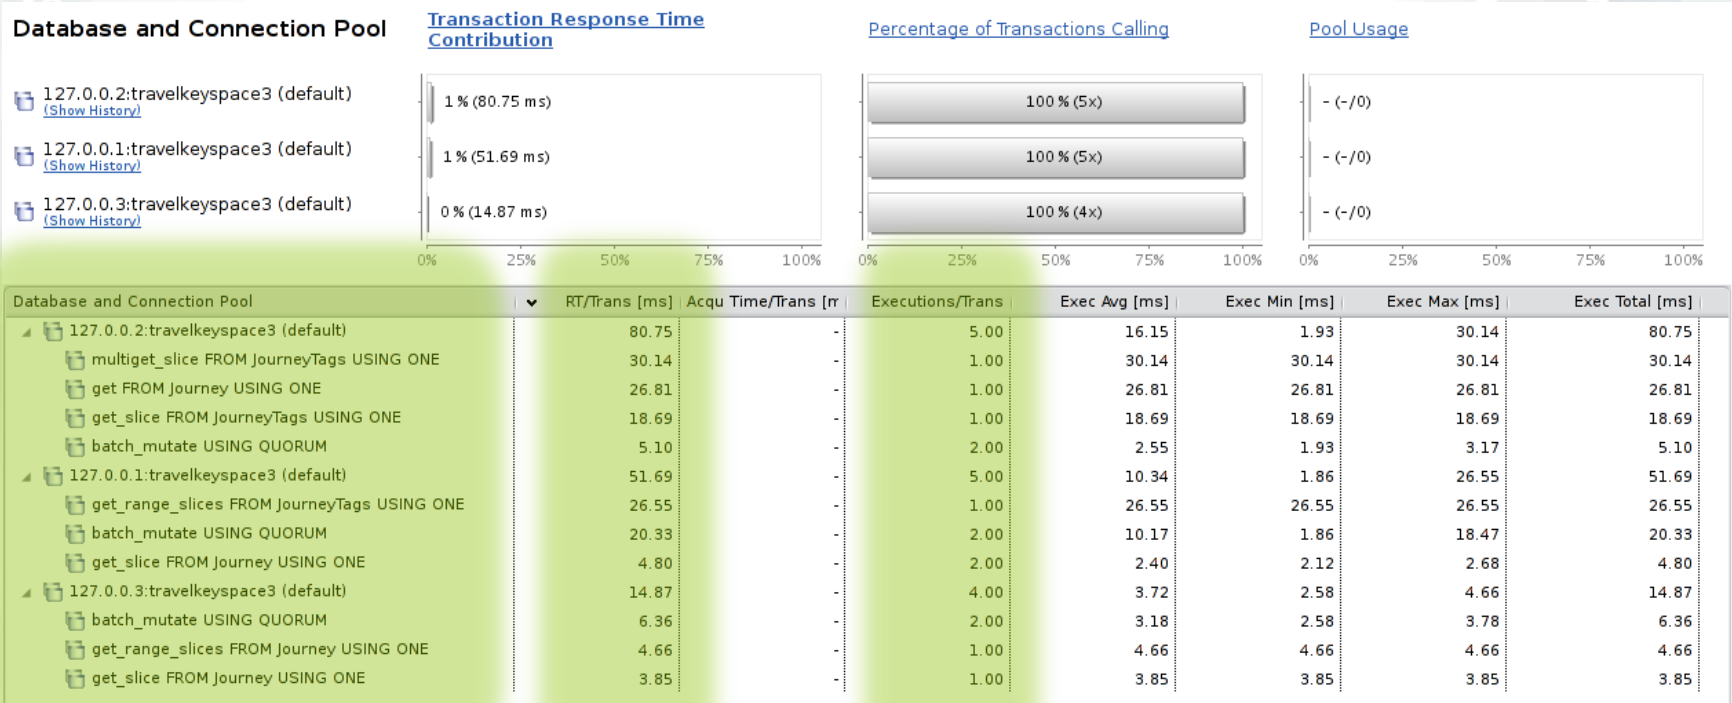 Database and Connection Pool
Transaction Response Time
Contribution
Percentage of Transactions Calling
Pool Usage
127.0.0.2:travelkeyspace3 (default)
(Show History)
1 % (80.75 ms)
100 % (5x)
- (-/0)
127.0.0.1:travelkeyspace3 (default)
(Show History)
1 % (51.69 ms)
100 % (5x)
- (-/0)
127.0.0.3:travelkeyspace3 (default)
(Show History)
0 % (14.87 ms)
100 % (4x)
- (-/0)
0% 25% 50% 75% 100% 0% 25% 50% 75% 100% 0% 25% 50% 75% 100%
Database and Connection Pool RT/Trans [ms] Acqu Time/Trans [m Executions/Trans Exec Avg [ms] Exec Min [ms] Exec Max [ms] Exec Total [ms]
127.0.0.2:travelkeyspace3 (default) 80.75 - 5.00 16.15 1.93 30.14 80.75
multiget_slice FROM JourneyTags USING ONE 30.14 - 1.00 30.14 30.14 30.14 30.14
get FROM Journey USING ONE 26.81 - 1.00 26.81 26.81 26.81 26.81
get_slice FROM JourneyTags USING ONE 18.69 - 1.00 18.69 18.69 18.69 18.69
batch_mutate USING QUORUM 5.10 - 2.00 2.55 1.93 3.17 5.10
127.0.0.1:travelkeyspace3 (default) 51.69 - 5.00 10.34 1.86 26.55 51.69
get_range_slices FROM JourneyTags USING ONE 26.55 - 1.00 26.55 26.55 26.55 26.55
batch_mutate USING QUORUM 20.33 - 2.00 10.17 1.86 18.47 20.33
get_slice FROM Journey USING ONE 4.80 - 2.00 2.40 2.12 2.68 4.80
127.0.0.3:travelkeyspace3 (default) 14.87 - 4.00 3.72 2.58 4.66 14.87
batch_mutate USING QUORUM 6.36 - 2.00 3.18 2.58 3.78 6.36
get_range_slices FROM Journey USING ONE 4.66 - 1.00 4.66 4.66 4.66 4.66
get_slice FROM Journey USING ONE 3.85 - 1.00 3.85 3.85 3.85 3.85